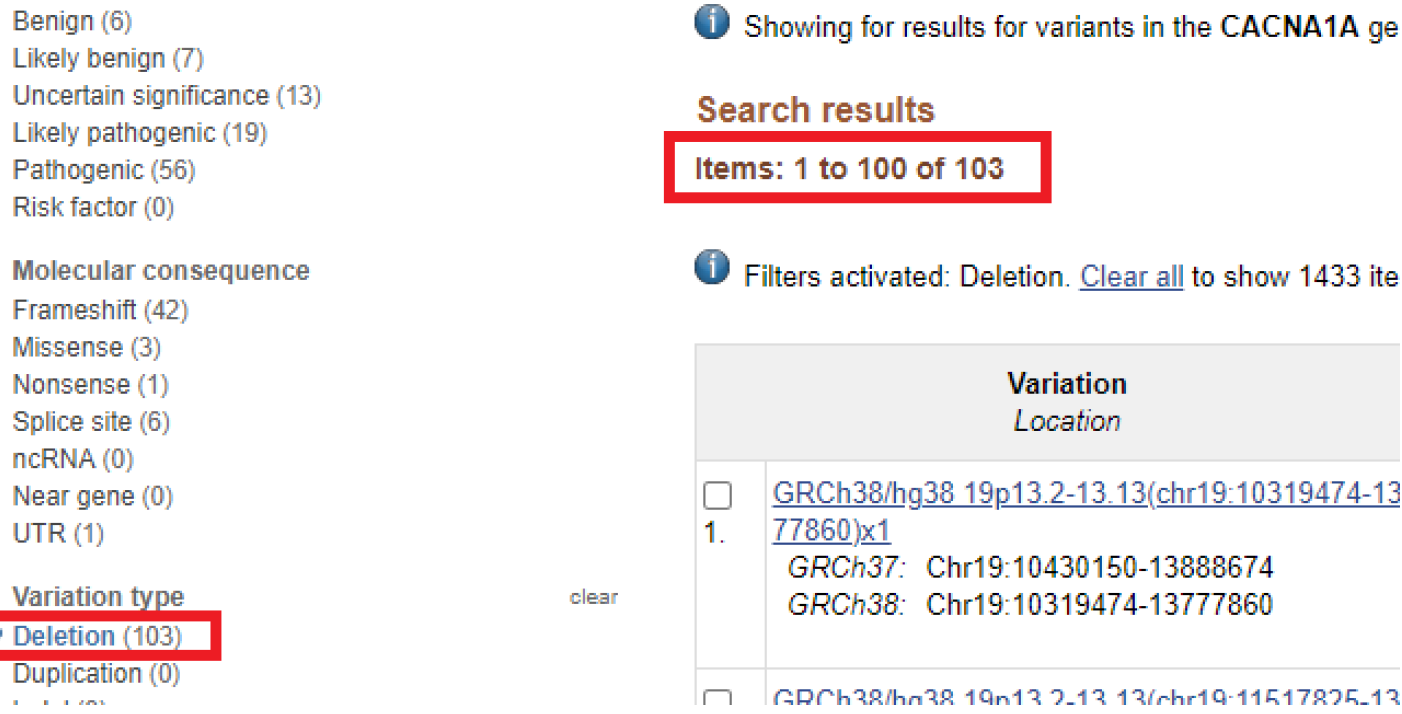 Benign (6)
Likely benign (7)
Uncertain significance (13)
Likely pathogenic (19)
Pathogenic (56)
Risk factor (0)
Molecular consequence
Frameshift (42)
Missense (3)
Nonsense (1)
Splice site (6)
ncRNA (0)
Near gene (0)
UTR (1)
Variation type clear
Deletion (103)
Duplication (0)
Showing for results for variants in the CACNA1A ge
Search results
Items: 1 to 100 of 103
Filters activated: Deletion. Clear all to show 1433 ite
Variation
Location
GRCh38/hg38 19p13.2-13.13(chr19:10319474-13
1. 77860)x1
GRCh37: Chr19:10430150-13888674
GRCh38: Chr19:10319474-13777860
GRCh38/hg38 19p13.2-13.13(chr19:11517825-13